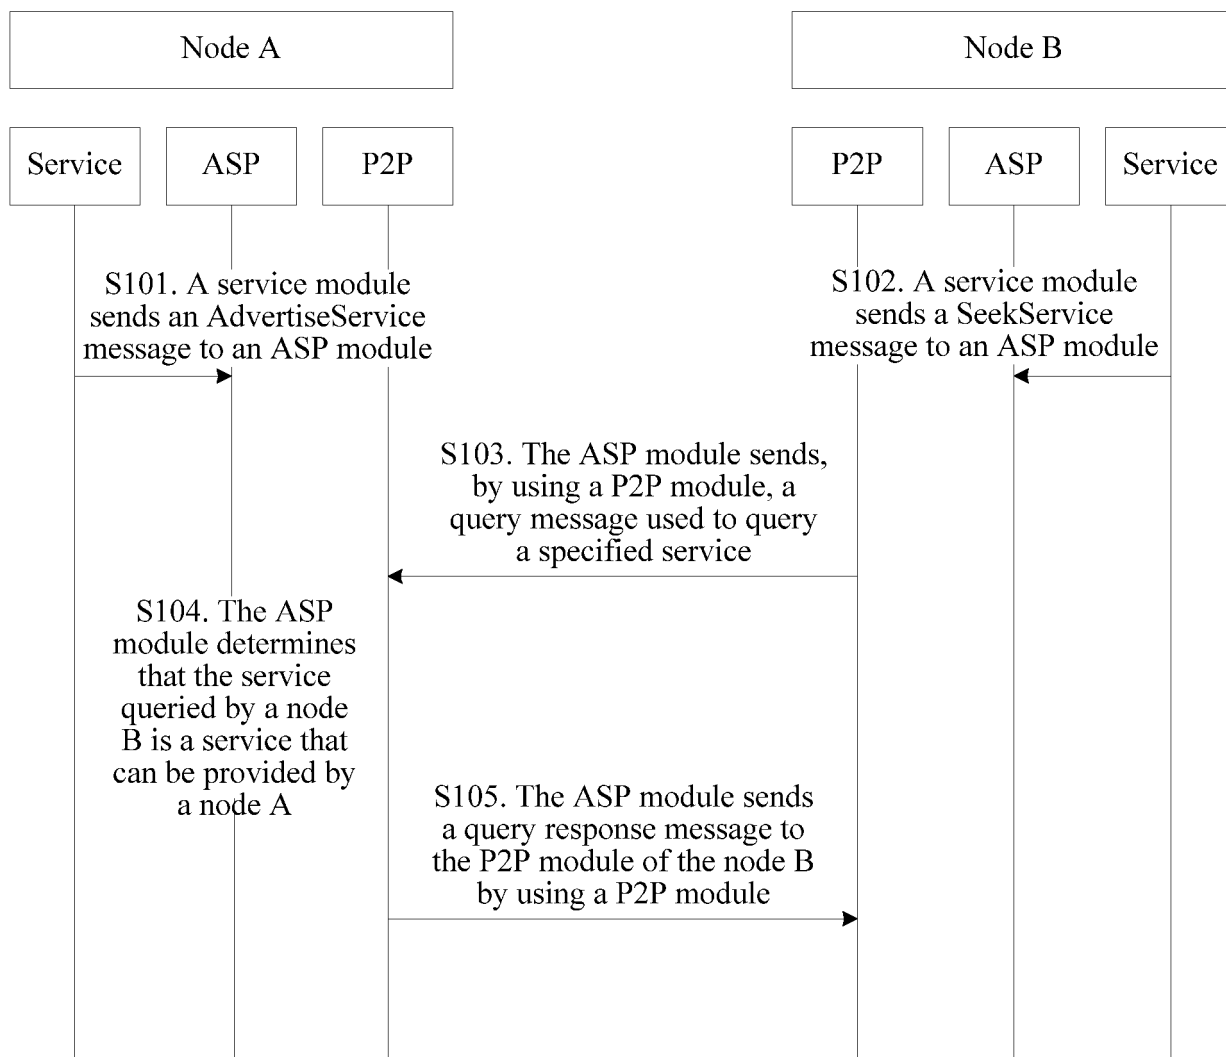 Node A
Node B
Service
ASP
P2P
P2P
ASP
Service
S101. A service module
sends an AdvertiseService
message to an ASP module
S102. A service module
sends a SeekService
message to an ASP module
S103. The ASP module sends,
by using a P2P module, a
query message used to query
a specified service
S104. The ASP
module determines
that the service
queried by a node
B is a service that
can be provided by
a node A
S105. The ASP module sends
a query response message to
the P2P module of the node B
by using a P2P module